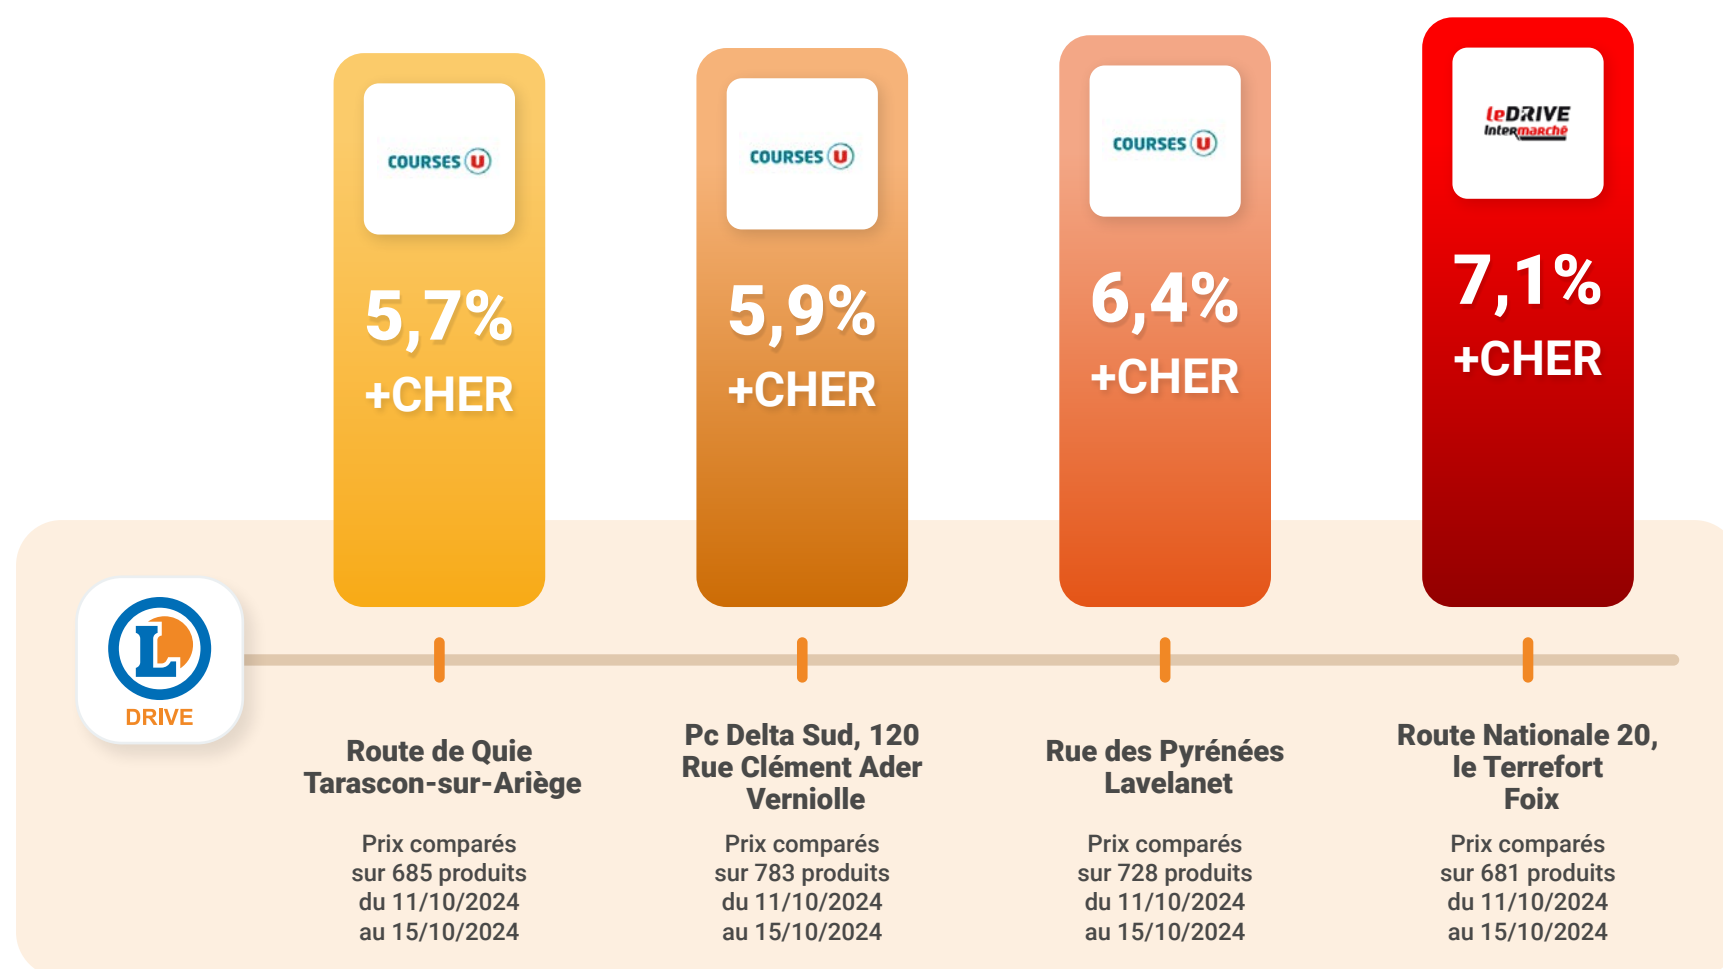 COURSES U
5,7%
+CHER
COURSES U
5,9%
+CHER
COURSES U
6,4%
+CHER
leDRIVE
Intermarché
7,1%
+CHER
L
DRIVE
Route de Quie
Tarascon-sur-Ariège
Prix comparés
sur 685 produits
du 11/10/2024
au 15/10/2024
Pc Delta Sud, 120
Rue Clément Ader
Verniolle
Prix comparés
sur 783 produits
du 11/10/2024
au 15/10/2024
Rue des Pyrénées
Lavelanet
Prix comparés
sur 728 produits
du 11/10/2024
au 15/10/2024
Route Nationale 20,
le Terrefort
Foix
Prix comparés
sur 681 produits
du 11/10/2024
au 15/10/2024